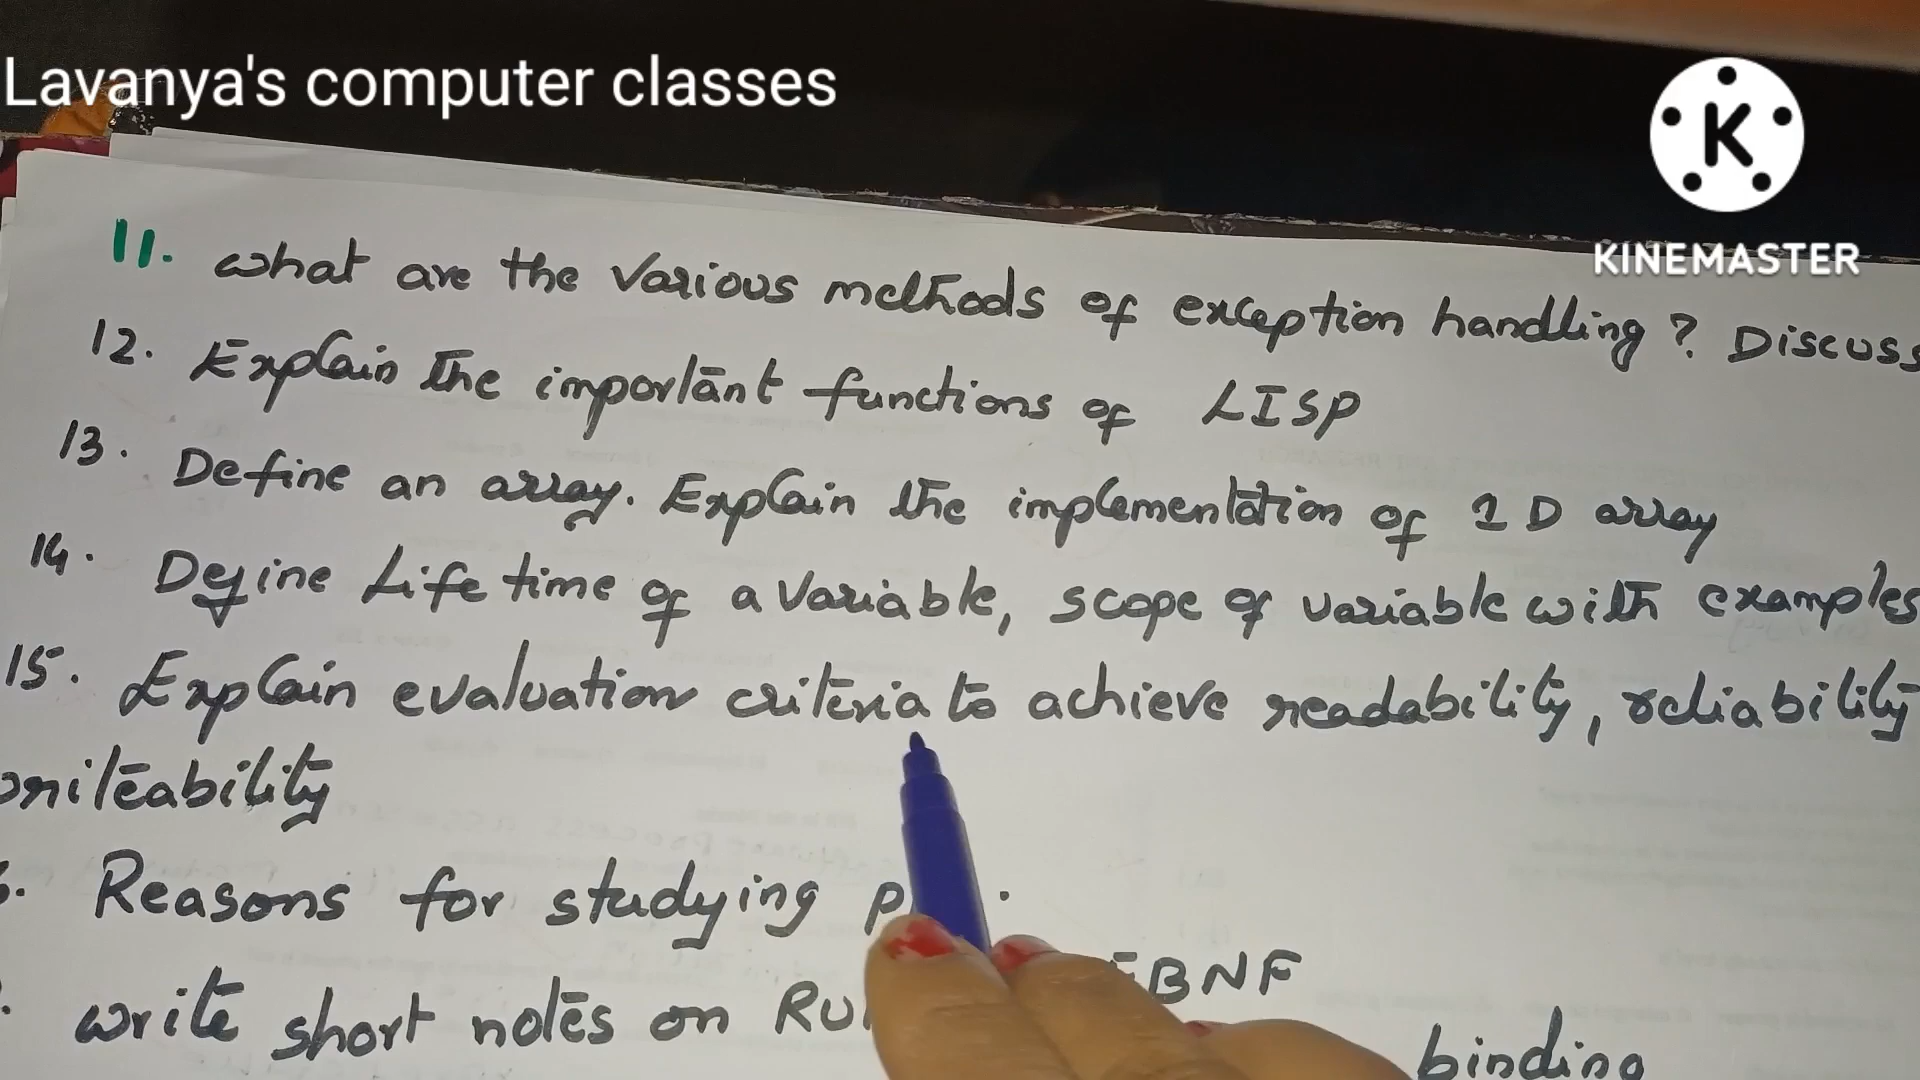 Lavanya's computer classes
KINEMASTER
11. what are the various methods of exception handling? Discuss
12. Explain the important functions of LISP
13. Define an array. Explain the implementation of 1D array
14. Define Life time of a variable, scope of variable with examples
15. Explain evaluation criteria to achieve readability, reliability
writeability
Reasons for studying
write short notes on EBNF
binding